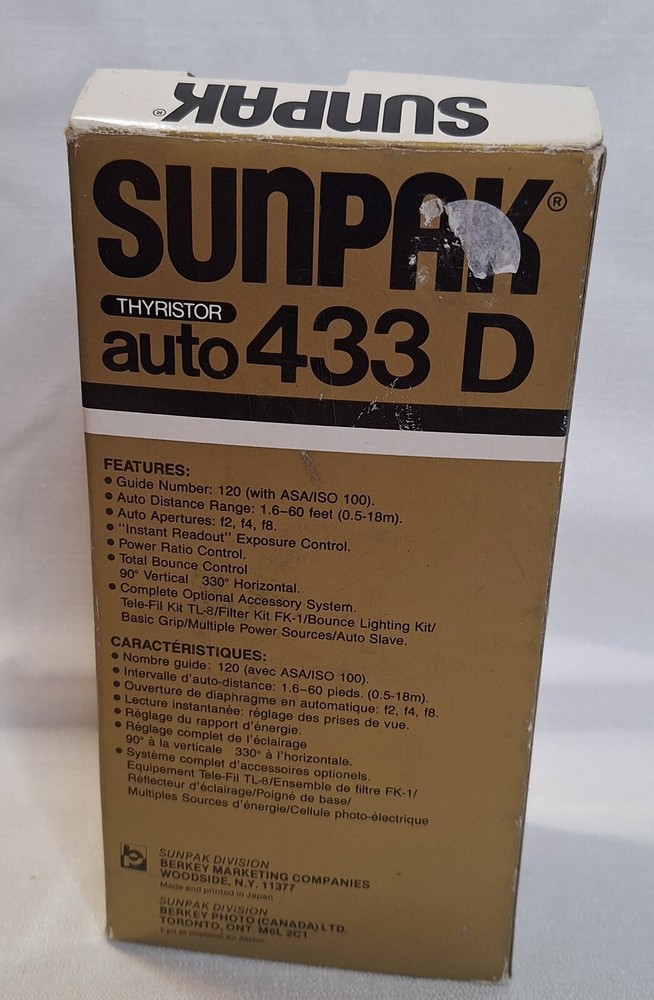 SUNPAK®
SUNPAK®
THYRISTOR
auto 433 D
FEATURES:
• Guide Number: 120 (with ASA/ISO 100).
• Auto Distance Range: 1.6–60 feet (0.5-18m).
• Auto Apertures: f2, f4, f8.
• "Instant Readout" Exposure Control.
• Power Ratio Control.
• Total Bounce Control
90° Vertical 330° Horizontal.
• Complete Optional Accessory System.
Tele-Fil Kit TL-8/Filter Kit FK-1/Bounce Lighting Kit/
Basic Grip/Multiple Power Sources/Auto Slave.
CARACTÉRISTIQUES:
• Nombre guide: 120 (avec ASA/ISO 100).
• Intervalle d'auto-distance: 1.6–60 pieds. (0.5-18m).
• Ouverture de diaphragme en automatique: f2, f4, f8.
• Lecture instantanée: réglage des prises de vue.
• Réglage du rapport d'énergie.
• Réglage complet de l'éclairage
90° à la verticale 330° à l'horizontale.
• Système complet d'accessoires optionels.
Equipement Tele-Fil TL-8/Ensemble de filtre FK-1/
Réflecteur d'éclairage/Poigné de base/
Multiples Sources d'énergie/Cellule photo-électrique
SUNPAK DIVISION
BERKEY MARKETING COMPANIES
WOODSIDE, N.Y. 11377
Made and printed in Japan
SUNPAK DIVISION
BERKEY PHOTO (CANADA) LTD.
TORONTO, ONT. M6L 2C1
Fait et imprimé au Japon